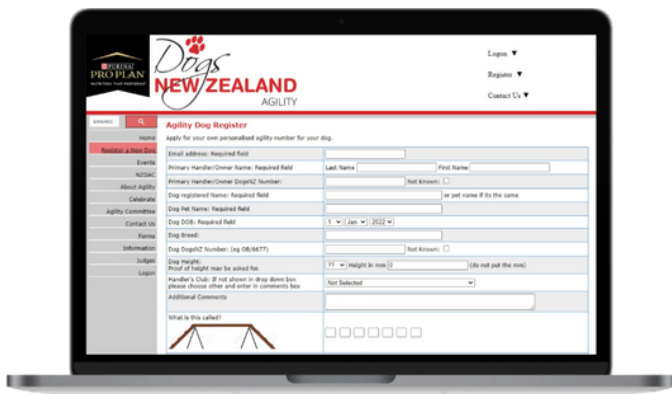 PURINA
PRO PLAN
NUTRITION THAT PERFORMS
Dogs
NEW ZEALAND
AGILITY
Logon ▼
Register ▼
Contact Us ▼
Home
Register a New Dog
Events
NZDAC
About Agility
Celebrate
Agility Committee
Contact Us
Forms
Information
Judges
Logon
Agility Dog Register
Apply for your own personalised agility number for your dog.
Email address: Required field
Primary Handler/Owner Name: Required field Last Name First Name
Primary Handler/Owner DogsNZ Number: Not Known:
Dog registered Name: Required field or pet name if its the same
Dog Pet Name: Required field
Dog DOB: Required field 1 Jan 2022
Dog Breed:
Dog DogsNZ Number: (eg OB/6677) Not Known:
Dog Height: Height in mm 0 (do not put the mm)
Proof of height may be asked for.
Handler's Club: If not shown in drop down box Not Selected
please choose other and enter in comments box
Additional Comments
What is this called?